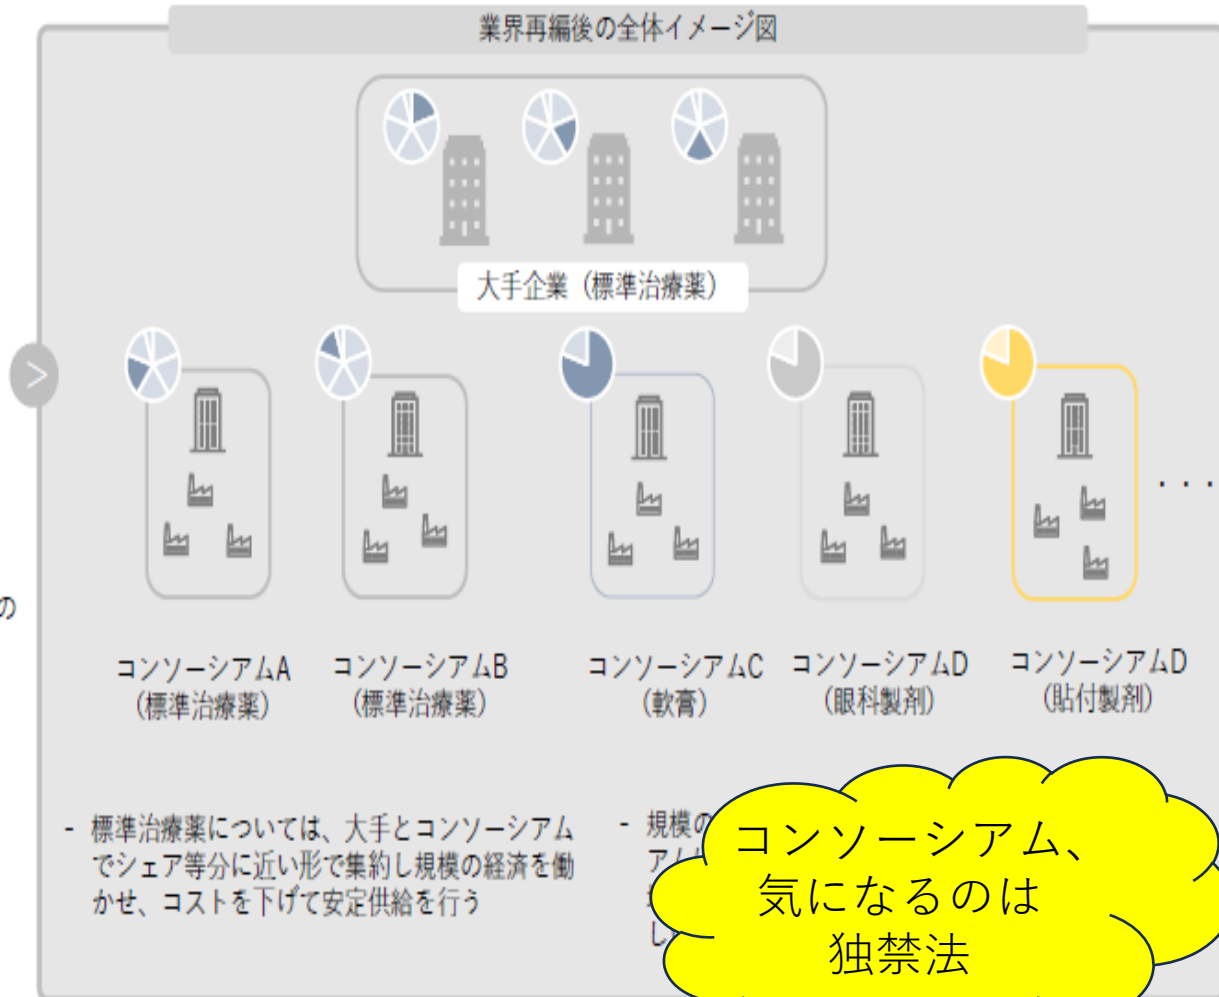 業界再編後の全体イメージ図
大手企業（標準治療薬）
>
の
・・・
コンソーシアムA
（標準治療薬）
コンソーシアムB
（標準治療薬）
コンソーシアムC
（軟膏）
コンソーシアムD
（眼科製剤）
コンソーシアムD
（貼付製剤）
- 標準治療薬については、大手とコンソーシアム
でシェア等分に近い形で集約し規模の経済を働
かせ、コストを下げて安定供給を行う
- 規模の
アム
し
コンソーシアム、
気になるのは
独禁法